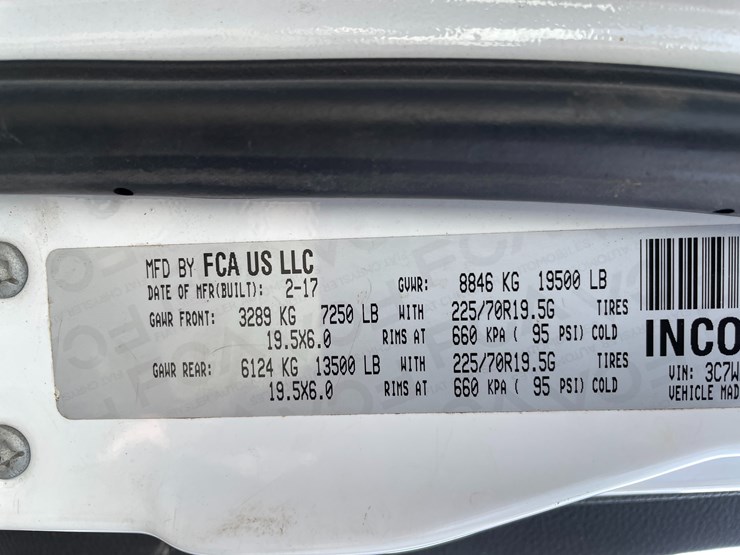 MFD BY FCA US LLC
DATE OF MFR(BUILT): 2-17 GVWR: 8846 KG 19500 LB
GAWR FRONT: 3289 KG 7250 LB WITH 225/70R19.5G TIRES
19.5X6.0 RIMS AT 660 KPA ( 95 PSI) COLD
GAWR REAR: 6124 KG 13500 LB WITH 225/70R19.5G TIRES
19.5X6.0 RIMS AT 660 KPA ( 95 PSI) COLD
INCO
VIN: 3C7W
VEHICLE MAD